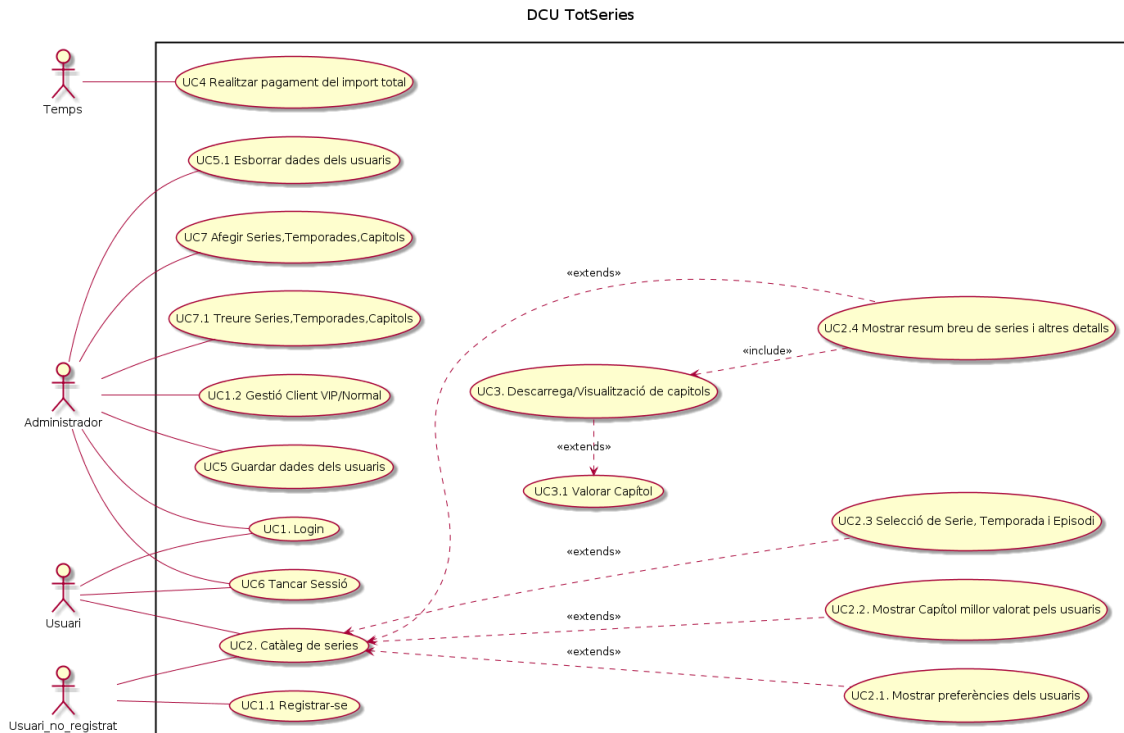 DCU TotSeries
Temps
UC4 Realitzar pagament del import total
UC5.1 Esborrar dades dels usuaris
UC7 Afegir Series,Temporades,Capitols
«extends»
UC7.1 Treure Series,Temporades,Capitols
UC2.4 Mostrar resum breu de series i altres detalls
«include»
Administrador
UC1.2 Gestió Client VIP/Normal
UC3. Descarrega/Visualització de capitols
«extends»
UC5 Guardar dades dels usuaris
UC3.1 Valorar Capítol
UC1. Login
UC2.3 Selecció de Serie, Temporada i Episodi
«extends»
Usuari
UC6 Tancar Sessió
UC2.2. Mostrar Capítol millor valorat pels usuaris
«extends»
UC2. Catàleg de series
«extends»
Usuari_no_registrat
UC1.1 Registrar-se
UC2.1. Mostrar preferències dels usuaris